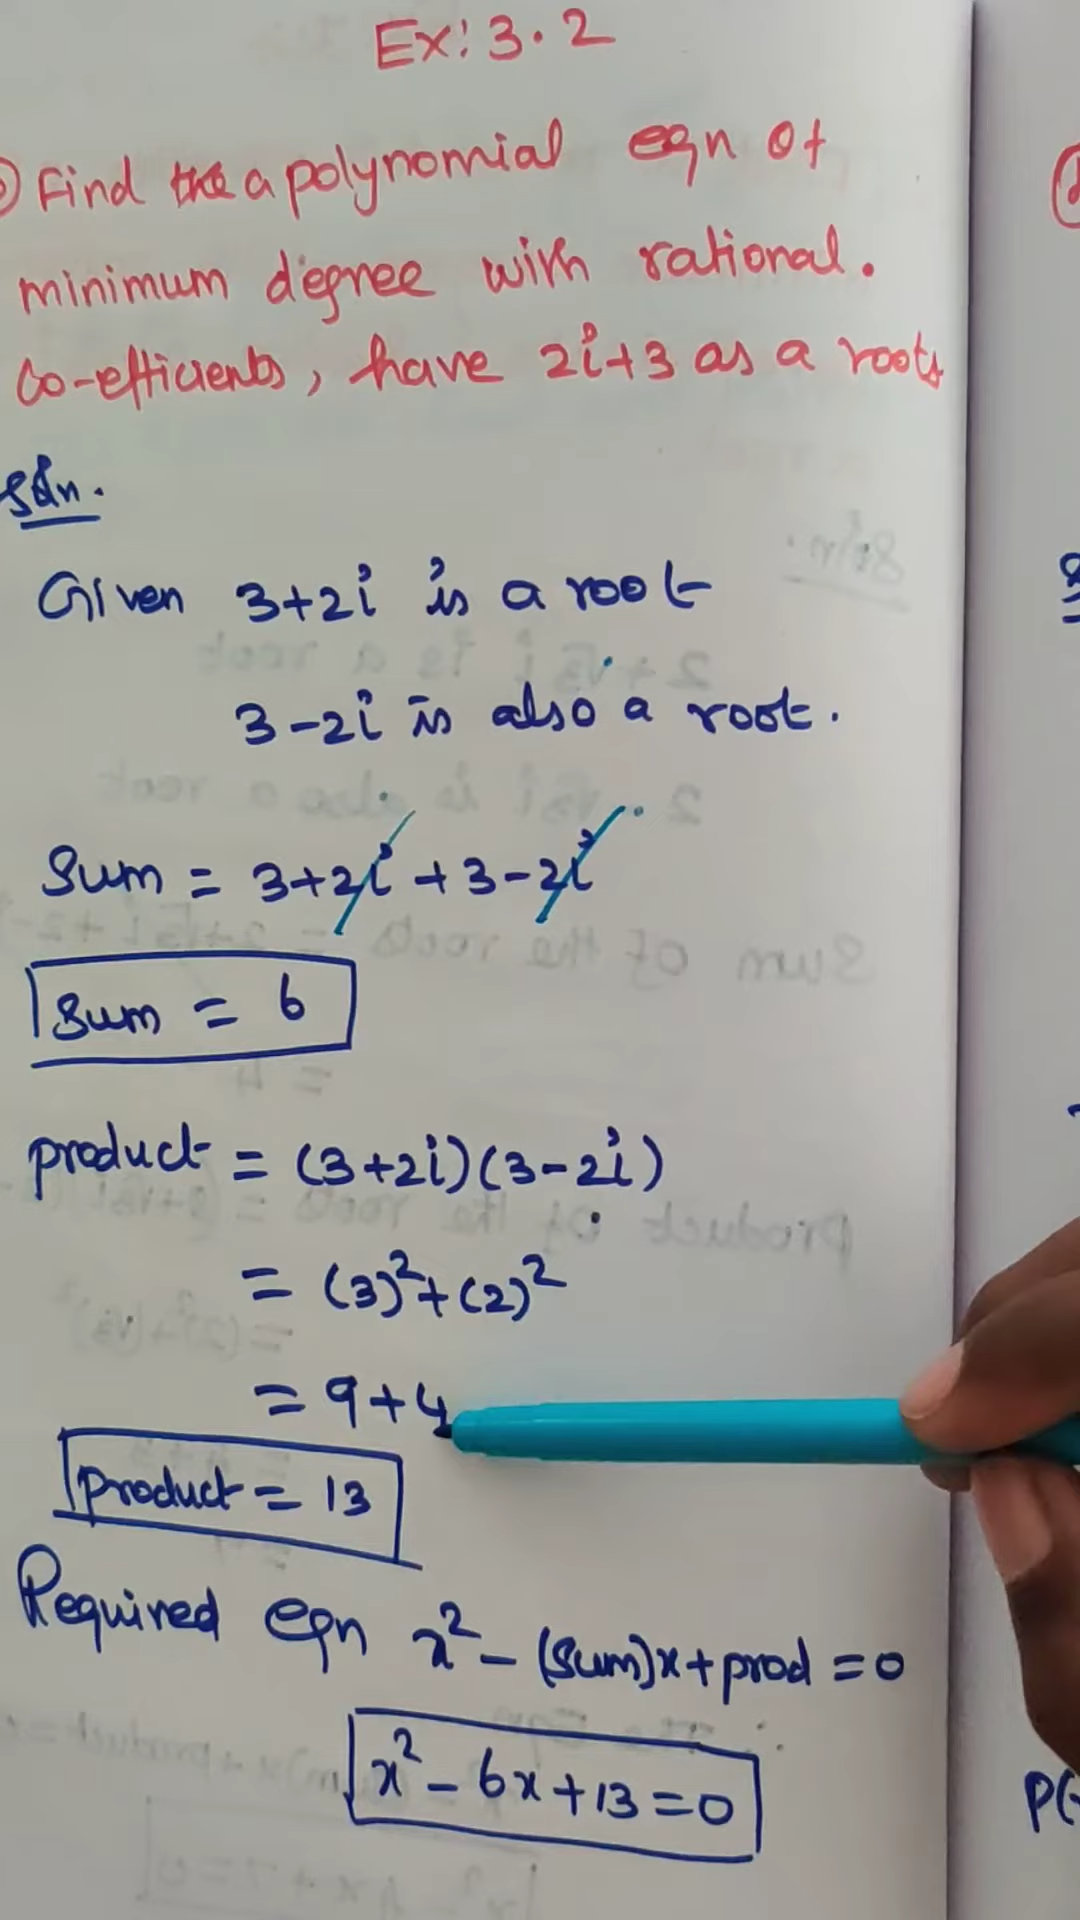 Ex: 3.2
Find the a polynomial eqn of
minimum degree with rational.
co-efficients, have 2i+3 as a roots
Soln.
Given 3+2i is a root
3-2i is also a root.
Sum = 3+2i + 3-2i
Sum = 6
product = (3+2i)(3-2i)
= (3)²+(2)²
= 9+4
product = 13
Required eqn x² - (Sum)x + prod = 0
x² - 6x + 13 = 0
P(